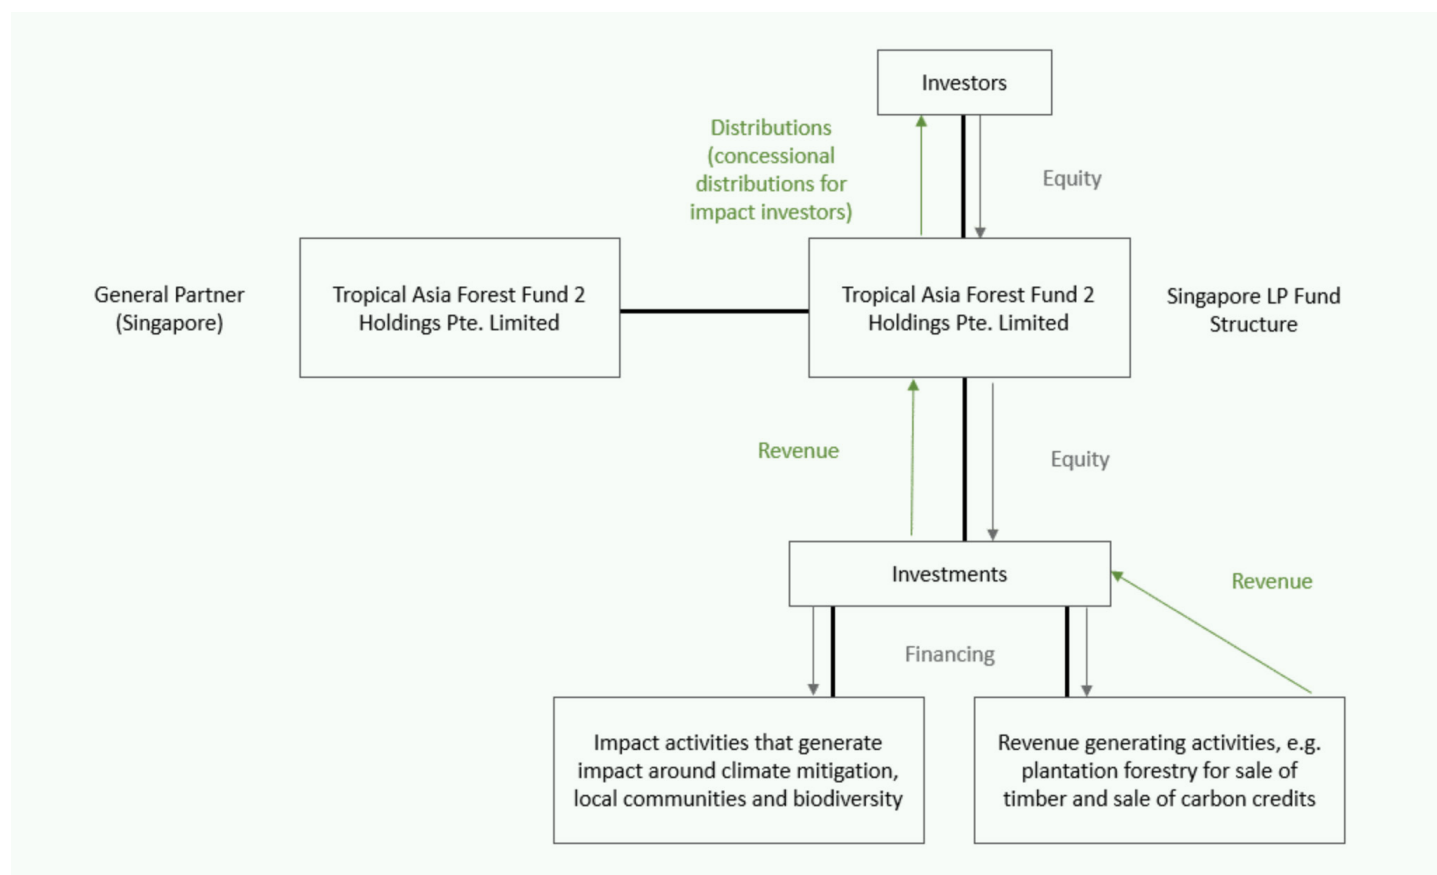 Investors
Distributions
(concessional
distributions for
impact investors)
Equity
General Partner
(Singapore)
Tropical Asia Forest Fund 2
Holdings Pte. Limited
Tropical Asia Forest Fund 2
Holdings Pte. Limited
Singapore LP Fund
Structure
Revenue
Equity
Investments
Revenue
Financing
Impact activities that generate
impact around climate mitigation,
local communities and biodiversity
Revenue generating activities, e.g.
plantation forestry for sale of
timber and sale of carbon credits